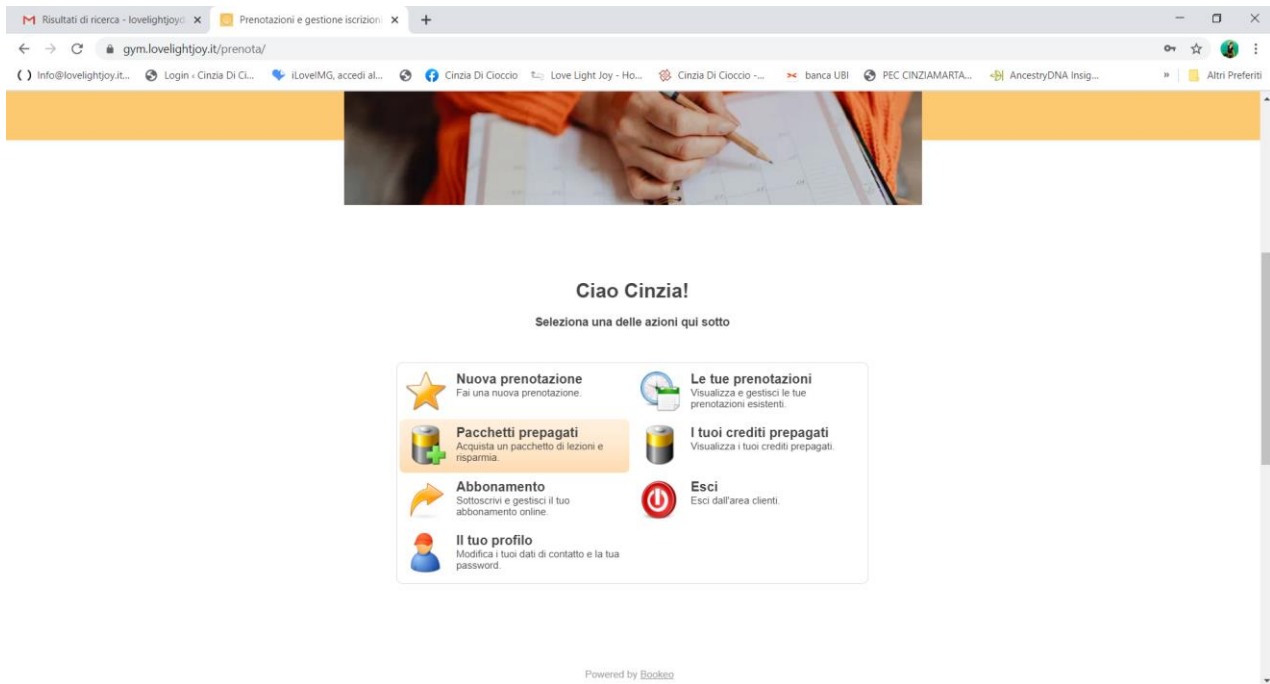 Risultati di ricerca - lovelightjoyd
Prenotazioni e gestione iscrizioni
gym.lovelightjoy.it/prenota/
Info@lovelightjoy.it...
Login ‹ Cinzia Di Ci...
iLoveIMG, accedi al...
Cinzia Di Cioccio
Love Light Joy - Ho...
Cinzia Di Cioccio -...
banca UBI
PEC CINZIAMARTA...
AncestryDNA Insig...
»
Altri Preferiti
Ciao Cinzia!
Seleziona una delle azioni qui sotto
Nuova prenotazione
Fai una nuova prenotazione.
Le tue prenotazioni
Visualizza e gestisci le tue
prenotazioni esistenti.
Pacchetti prepagati
Acquista un pacchetto di lezioni e
risparmia.
I tuoi crediti prepagati
Visualizza i tuoi crediti prepagati.
Abbonamento
Sottoscrivi e gestisci il tuo
abbonamento online.
Esci
Esci dall'area clienti.
Il tuo profilo
Modifica i tuoi dati di contatto e la tua
password.
Powered by Bookeo